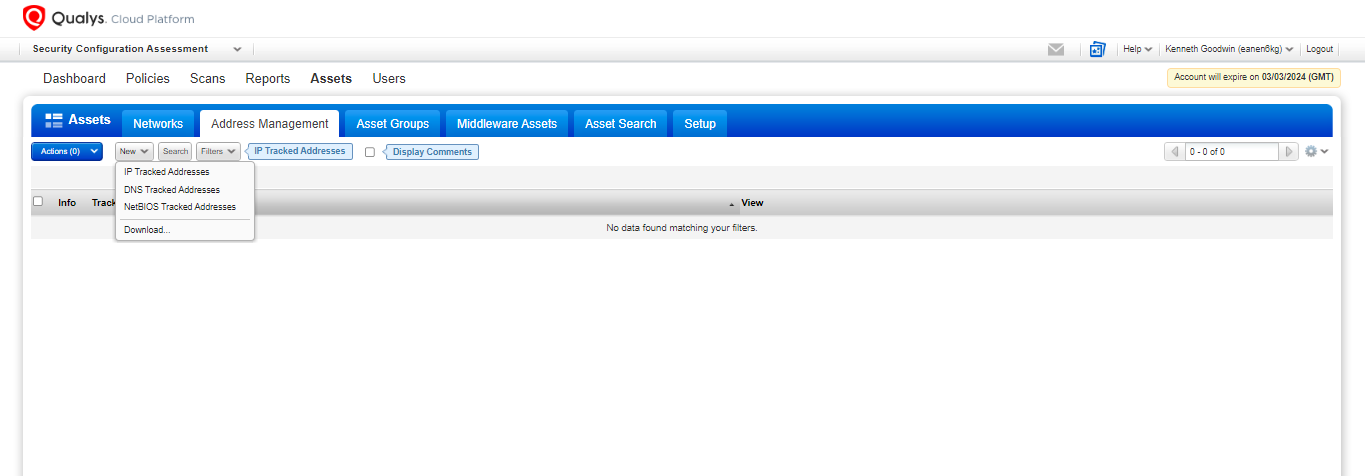 Qualys. Cloud Platform
Security Configuration Assessment
Help Kenneth Goodwin (eanen6kg) Logout
Dashboard Policies Scans Reports Assets Users
Account will expire on 03/03/2024 (GMT)
Assets Networks Address Management Asset Groups Middleware Assets Asset Search Setup
Actions (0) New Search Filters IP Tracked Addresses Display Comments 0 - 0 of 0
IP Tracked Addresses
DNS Tracked Addresses
NetBIOS Tracked Addresses
Download...
Info Track View
No data found matching your filters.